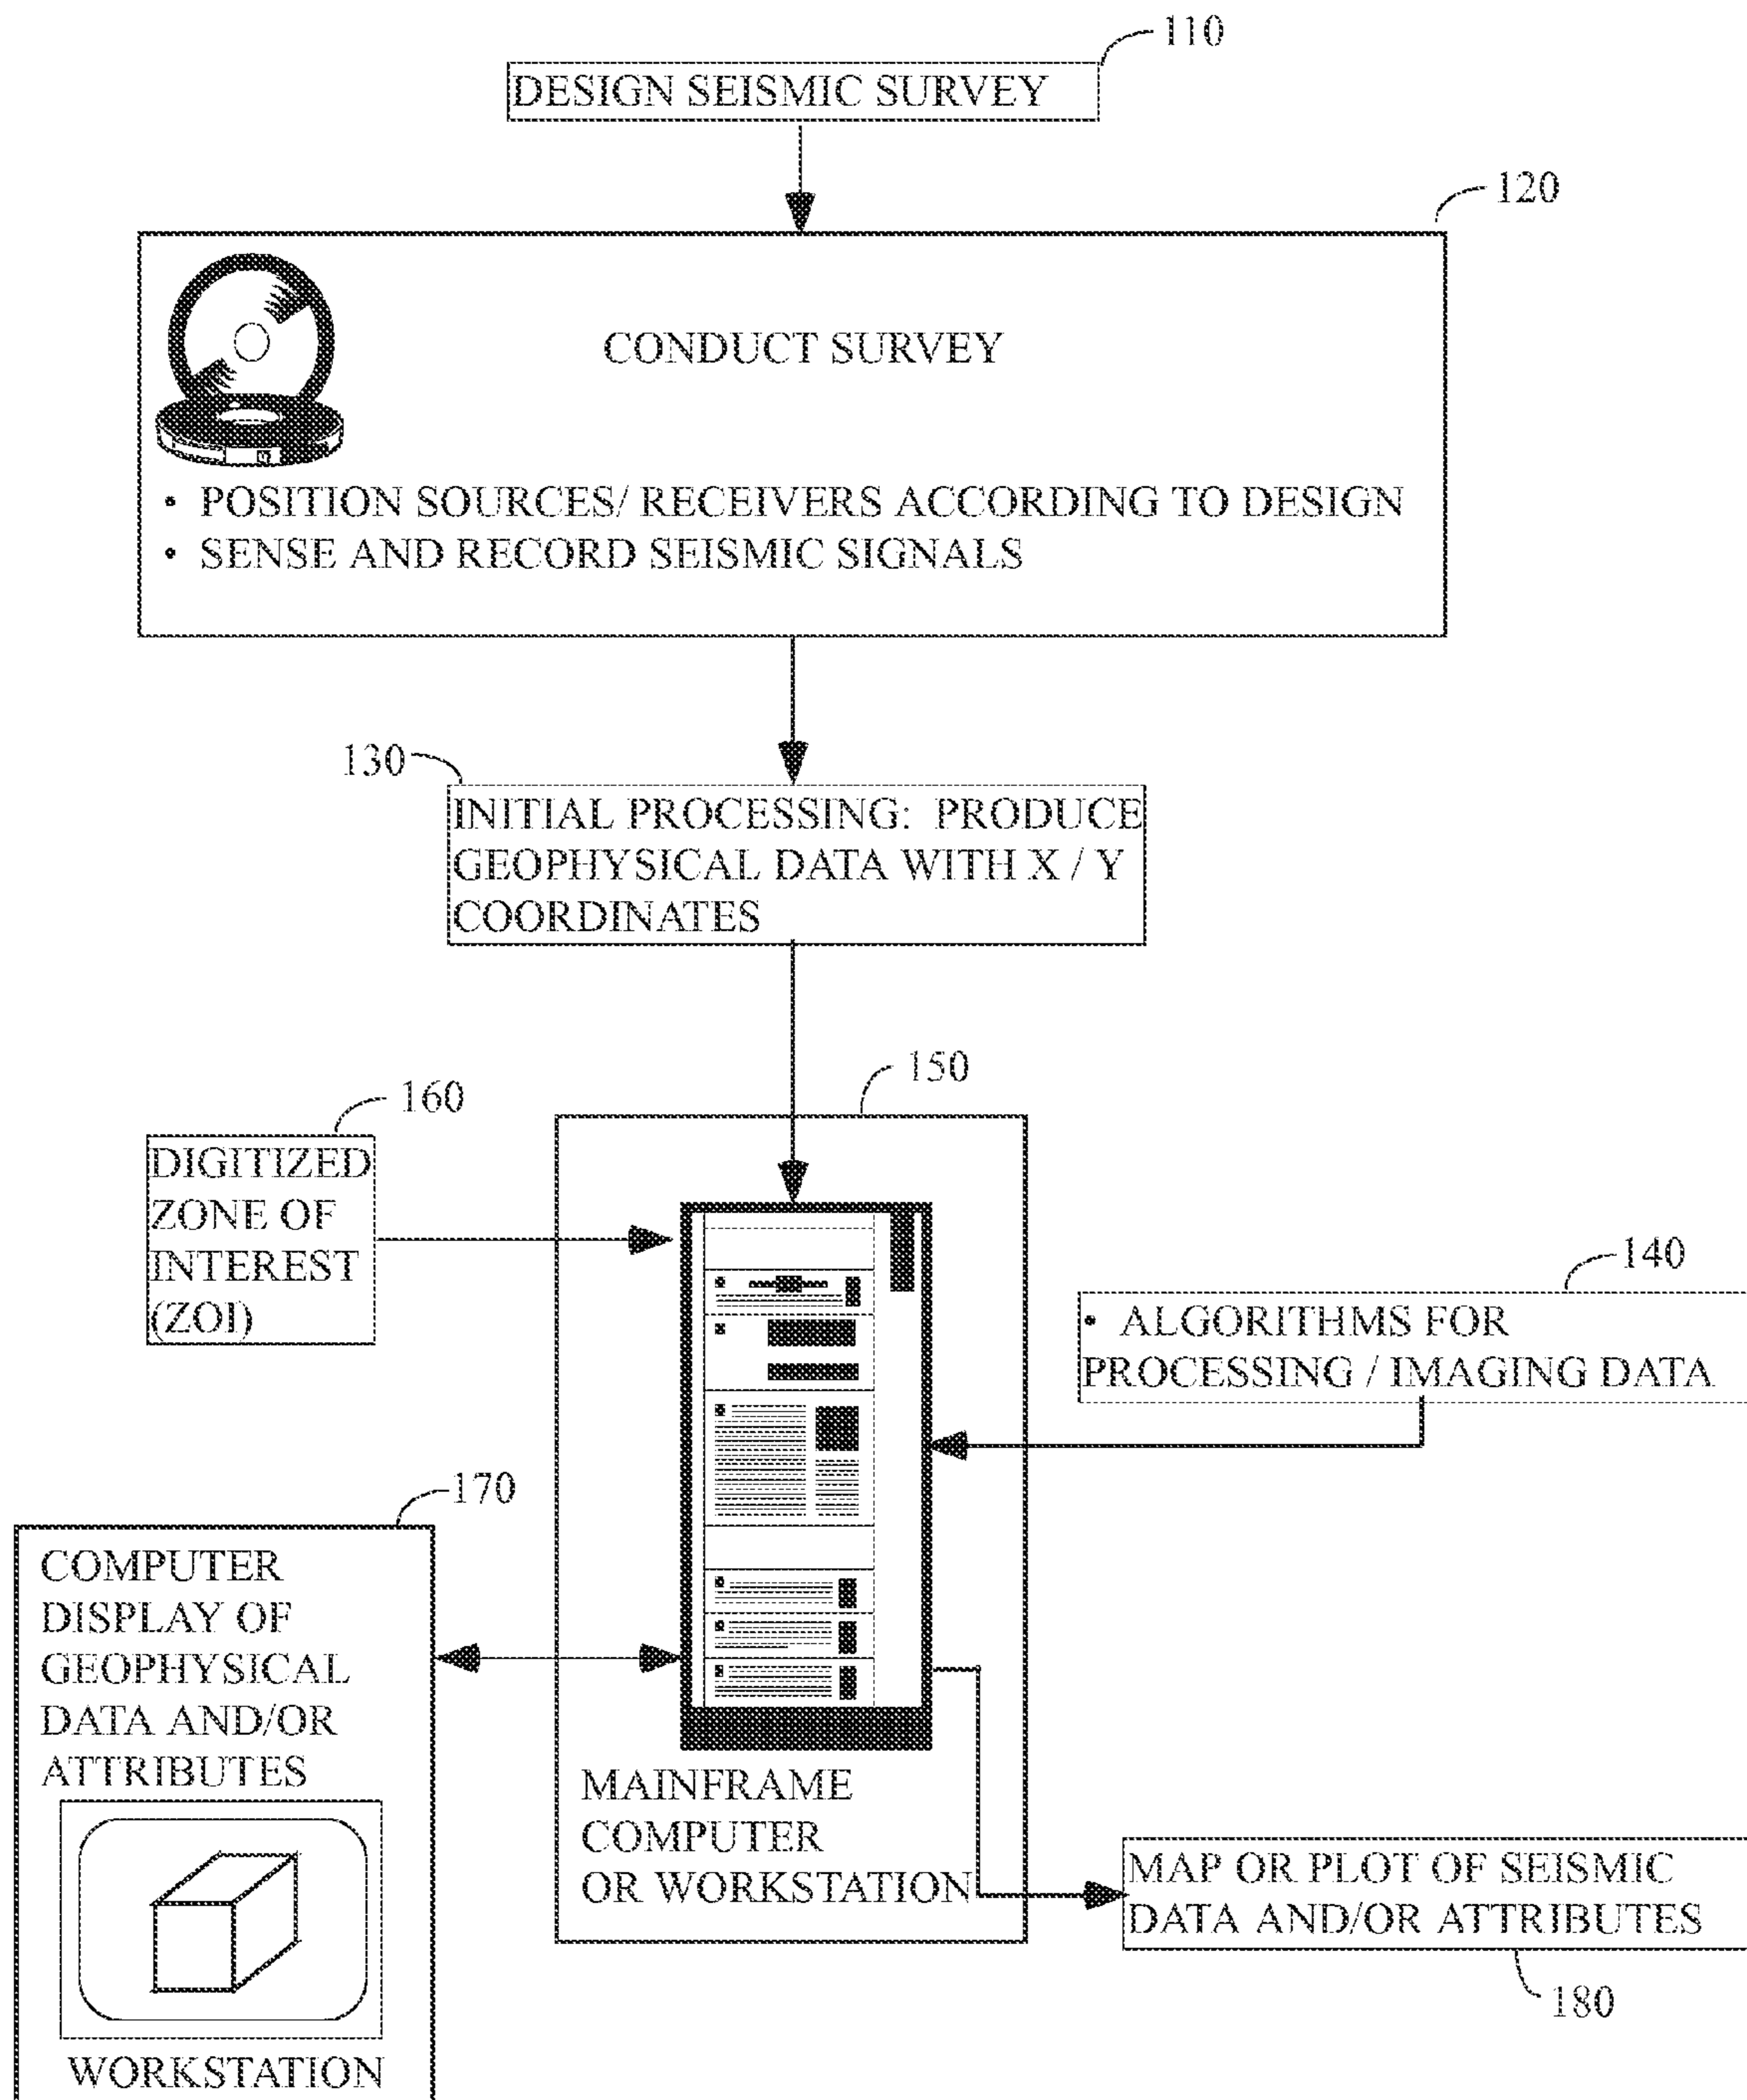 110
DESIGN SEISMIC SURVEY
120
CONDUCT SURVEY
• POSITION SOURCES/ RECEIVERS ACCORDING TO DESIGN
• SENSE AND RECORD SEISMIC SIGNALS
130
INITIAL PROCESSING: PRODUCE
GEOPHYSICAL DATA WITH X / Y
COORDINATES
150
160
DIGITIZED
ZONE OF
INTEREST
(ZOI)
140
• ALGORITHMS FOR
PROCESSING / IMAGING DATA
170
COMPUTER
DISPLAY OF
GEOPHYSICAL
DATA AND/OR
ATTRIBUTES
WORKSTATION
MAINFRAME
COMPUTER
OR WORKSTATION
MAP OR PLOT OF SEISMIC
DATA AND/OR ATTRIBUTES
180